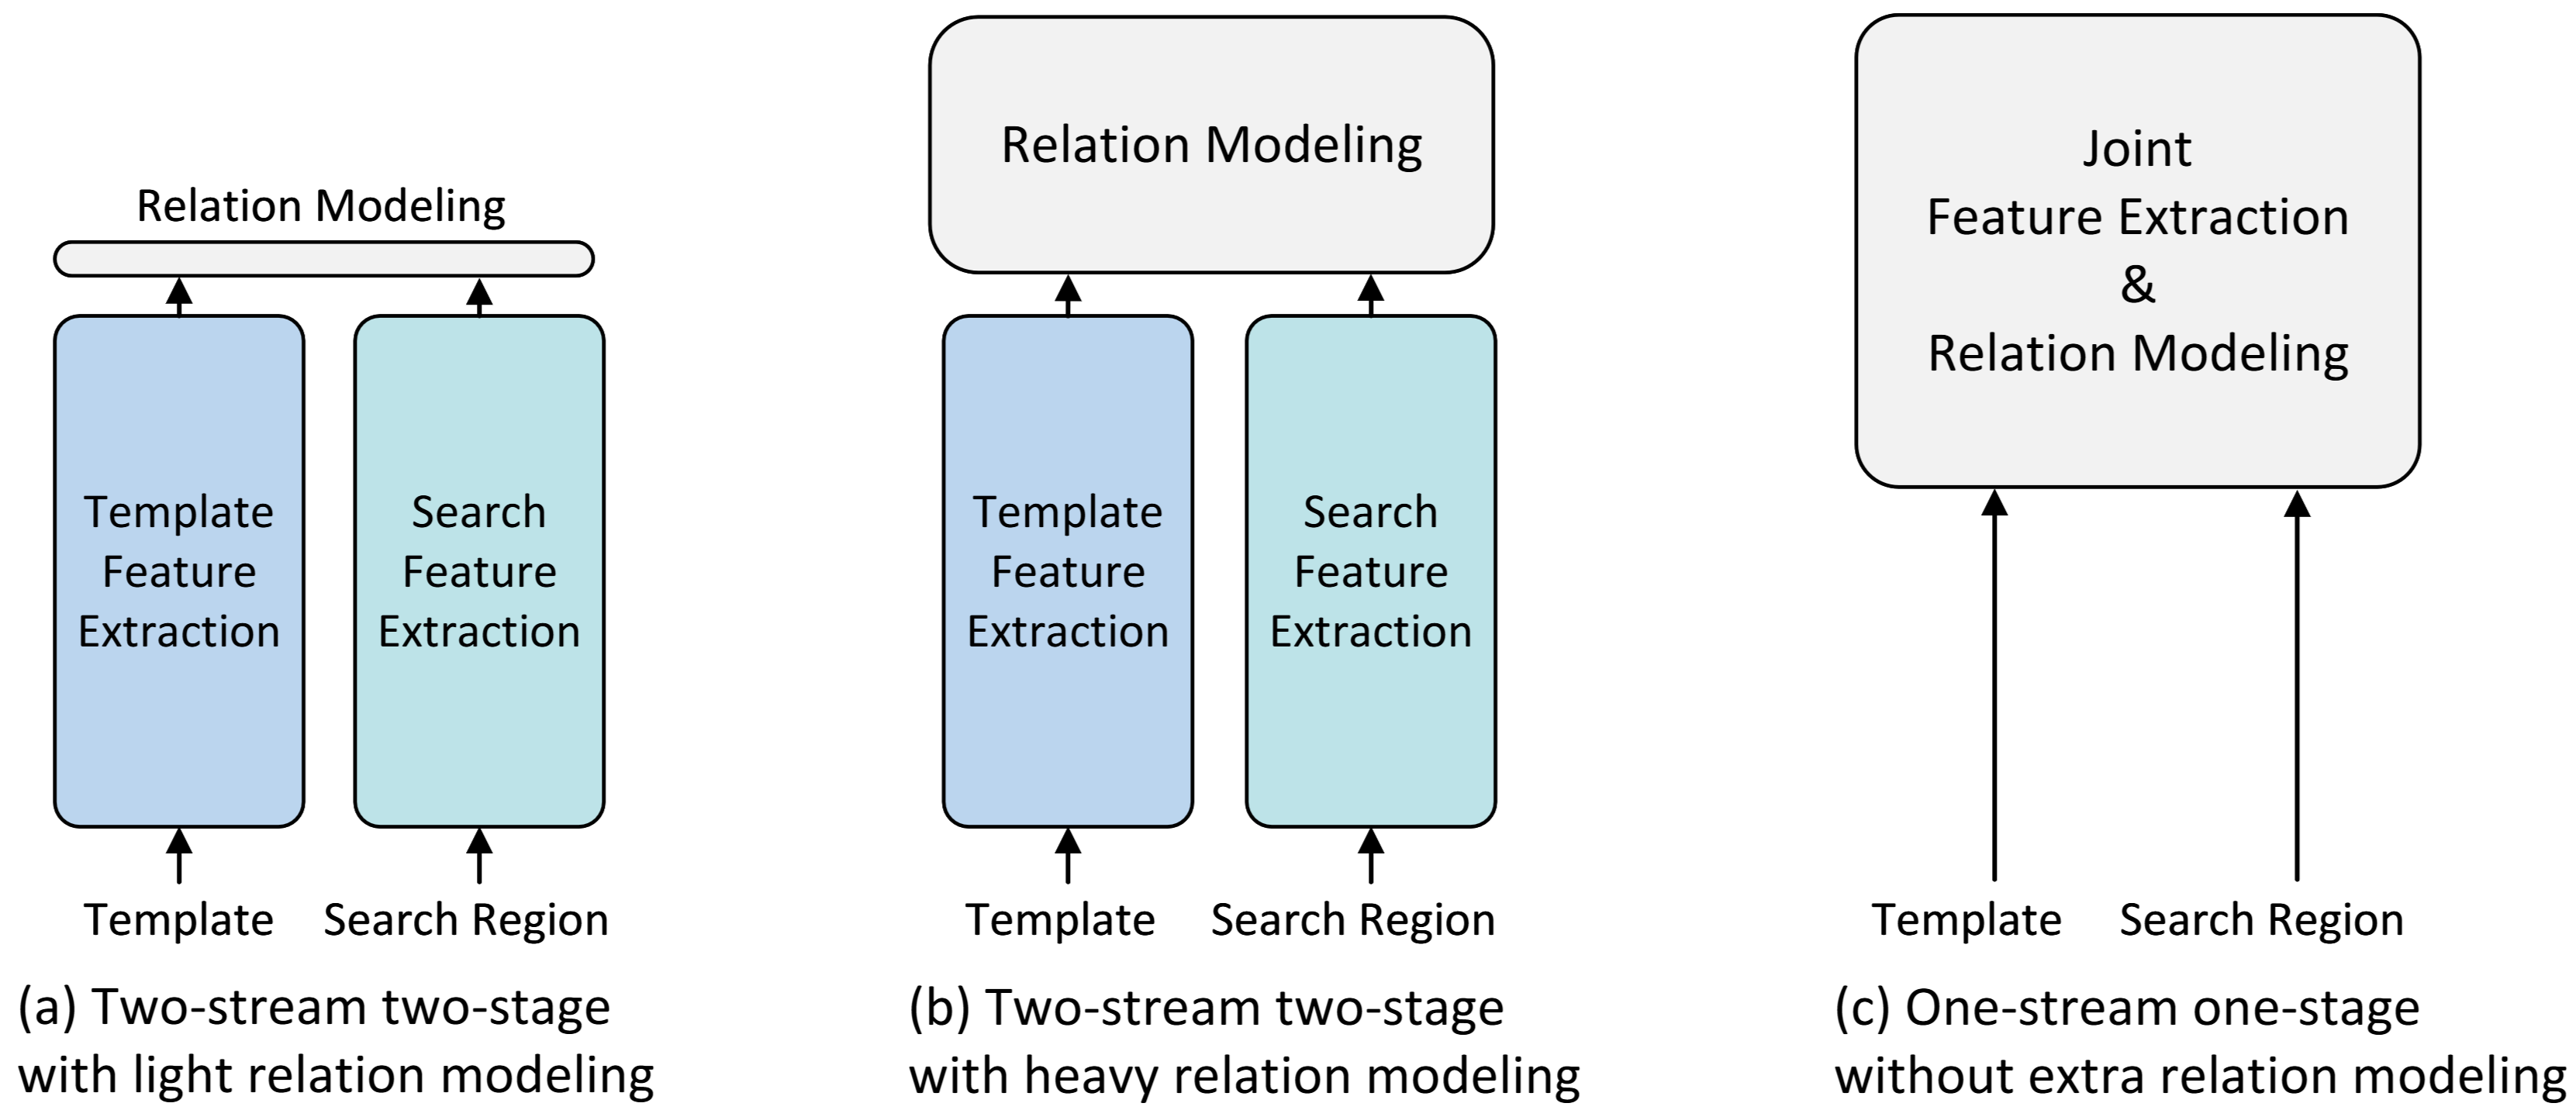 Relation Modeling
Template
Feature
Extraction
Search
Feature
Extraction
Template
Search Region
(a) Two-stream two-stage
with light relation modeling
Relation Modeling
Template
Feature
Extraction
Search
Feature
Extraction
Template
Search Region
(b) Two-stream two-stage
with heavy relation modeling
Joint
Feature Extraction
&
Relation Modeling
Template
Search Region
(c) One-stream one-stage
without extra relation modeling